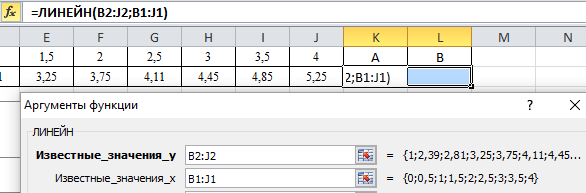 fx =ЛИНЕЙН(B2:J2;B1:J1)
E F G H I J K L M N
1,5 2 2,5 3 3,5 4 A B
1 3,25 3,75 4,11 4,45 4,85 5,25 2;B1:J1)
Аргументы функции
ЛИНЕЙН
Известные_значения_y B2:J2 = {1;2,39;2,81;3,25;3,75;4,11;4,45...
Известные_значения_x B1:J1 = {0;0,5;1;1,5;2;2,5;3;3,5;4}